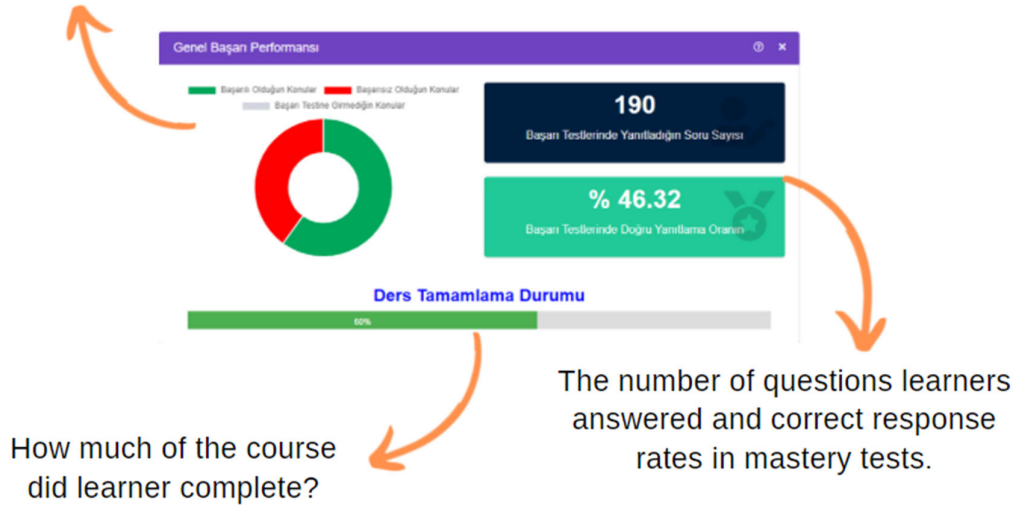 Genel Başarı Performansı
Başarılı Olduğun Konular
Başarısız Olduğun Konular
Başarı Testine Girmediğin Konular
190
Başarı Testlerinde Yanıtladığın Soru Sayısı
% 46.32
Başarı Testlerinde Doğru Yanıtlama Oranın
Ders Tamamlama Durumu
60%
The number of questions learners
answered and correct response
rates in mastery tests.
How much of the course
did learner complete?